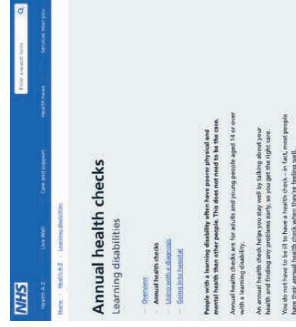 NHS
Enter a search term
Health A-Z
Live Well
Care and support
Health news
Services near you
Home
Health A-Z
Learning disabilities
Annual health checks
Learning disabilities
Overview
Annual health checks
Living with a diagnosis
Going into hospital
People with a learning disability often have poorer physical and
mental health than other people. This does not need to be the case.
Annual health checks are for adults and young people aged 14 or over
with a learning disability.
An annual health check helps you stay well by talking about your
health and finding any problems early, so you get the right care.
You do not have to be ill to have a health check – in fact, most people
have their annual health check when they're feeling well.